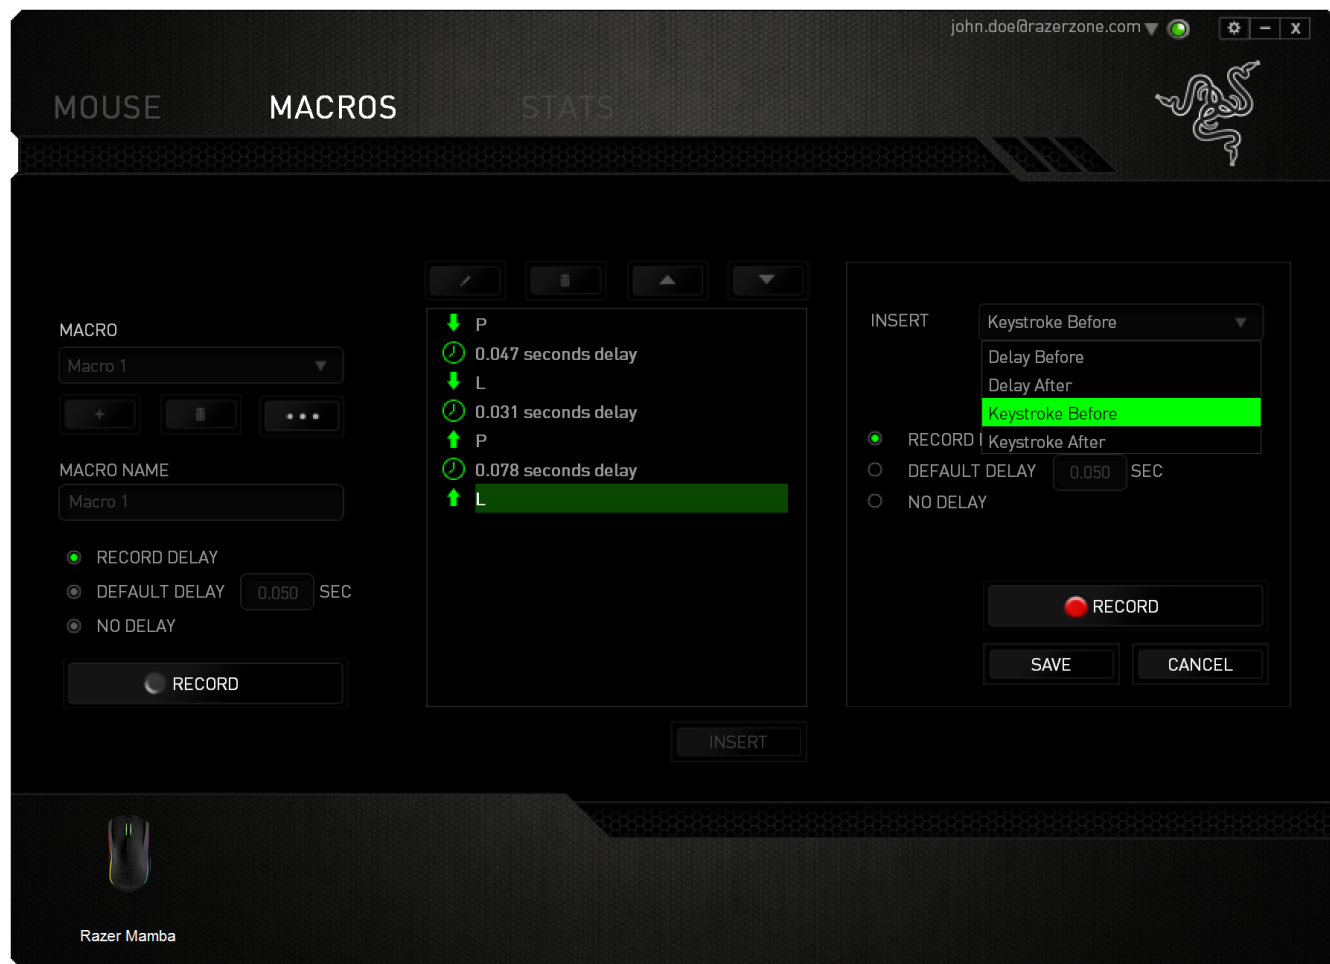 john.doe@razerzone.com
X
MOUSE
MACROS
STATS
MACRO
Macro 1
MACRO NAME
Macro 1
RECORD DELAY
DEFAULT DELAY 0.050 SEC
NO DELAY
RECORD
P
0.047 seconds delay
L
0.031 seconds delay
P
0.078 seconds delay
L
INSERT
INSERT Keystroke Before
Delay Before
Delay After
Keystroke Before
Keystroke After
RECORD
DEFAULT DELAY 0.050 SEC
NO DELAY
RECORD
SAVE
CANCEL
Razer Mamba